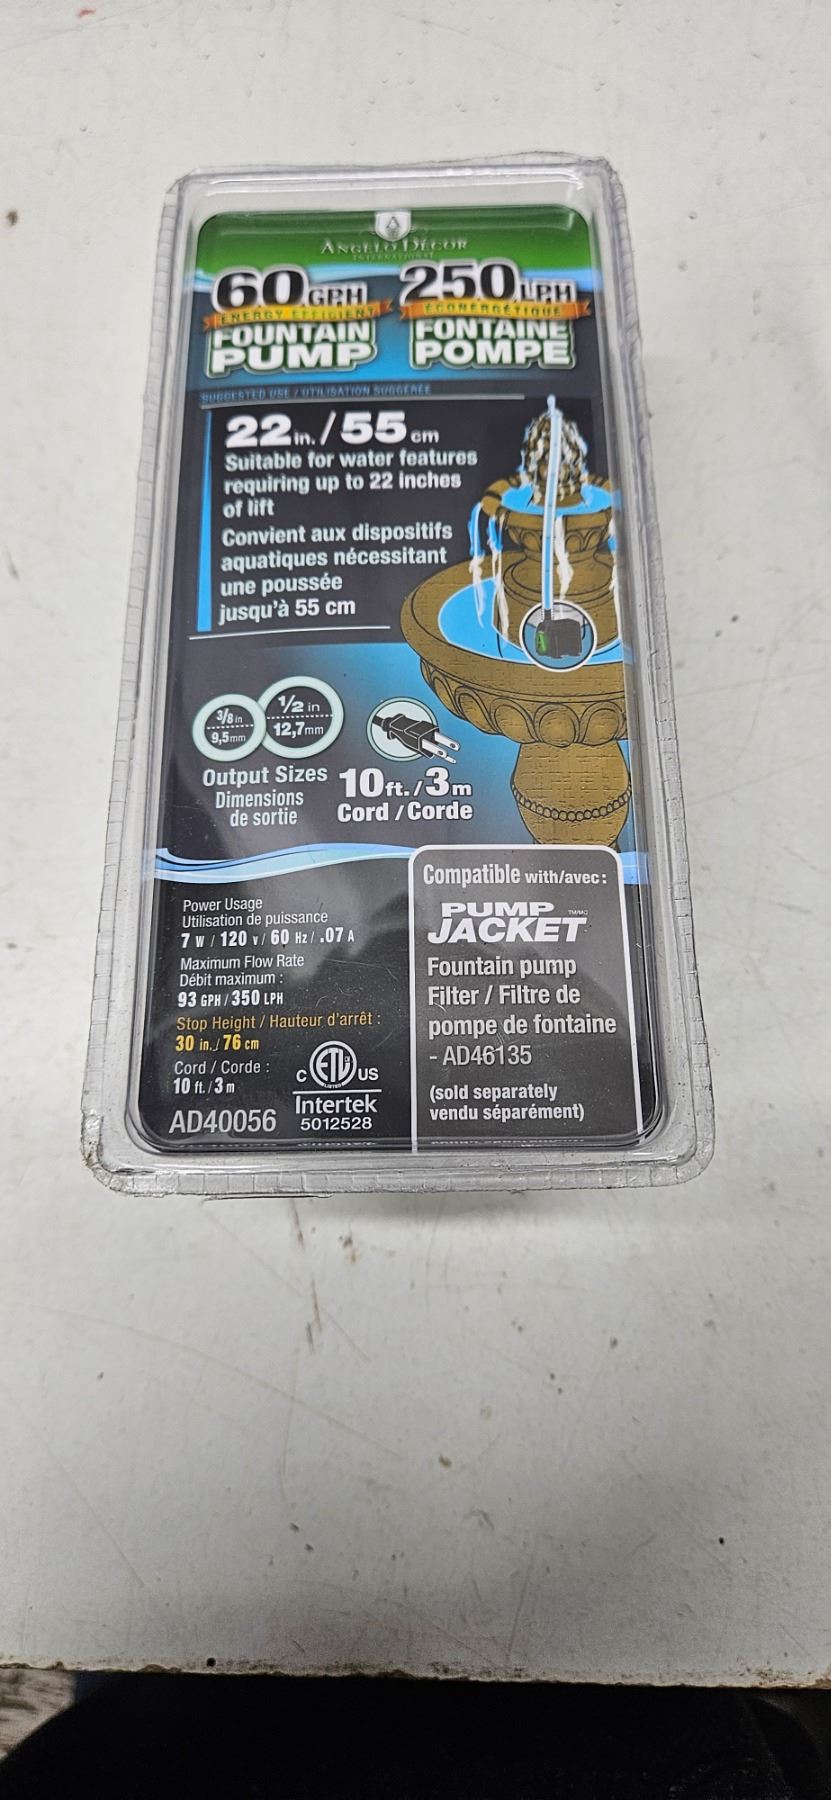 ANGELO DÉCOR
INTERNATIONAL
60 GPH
ENERGY EFFICIENT
FOUNTAIN
PUMP
250 LPH
ÉCONERGÉTIQUE
FONTAINE
POMPE
SUGGESTED USE / UTILISATION SUGGÉRÉE
22 in. / 55 cm
Suitable for water features
requiring up to 22 inches
of lift
Convient aux dispositifs
aquatiques nécessitant
une poussée
jusqu'à 55 cm
3/8 in
9,5 mm
1/2 in
12,7 mm
Output Sizes
Dimensions
de sortie
10 ft. / 3 m
Cord / Corde
Power Usage
Utilisation de puissance
7 W / 120 V / 60 Hz / .07 A
Maximum Flow Rate
Débit maximum :
93 GPH / 350 LPH
Stop Height / Hauteur d'arrêt :
30 in. / 76 cm
Cord / Corde :
10 ft. / 3 m
AD40056
C ETL US
LISTED
Intertek
5012528
Compatible with/avec :
PUMP
JACKET TM/MC
Fountain pump
Filter / Filtre de
pompe de fontaine
- AD46135
(sold separately
vendu séparément)